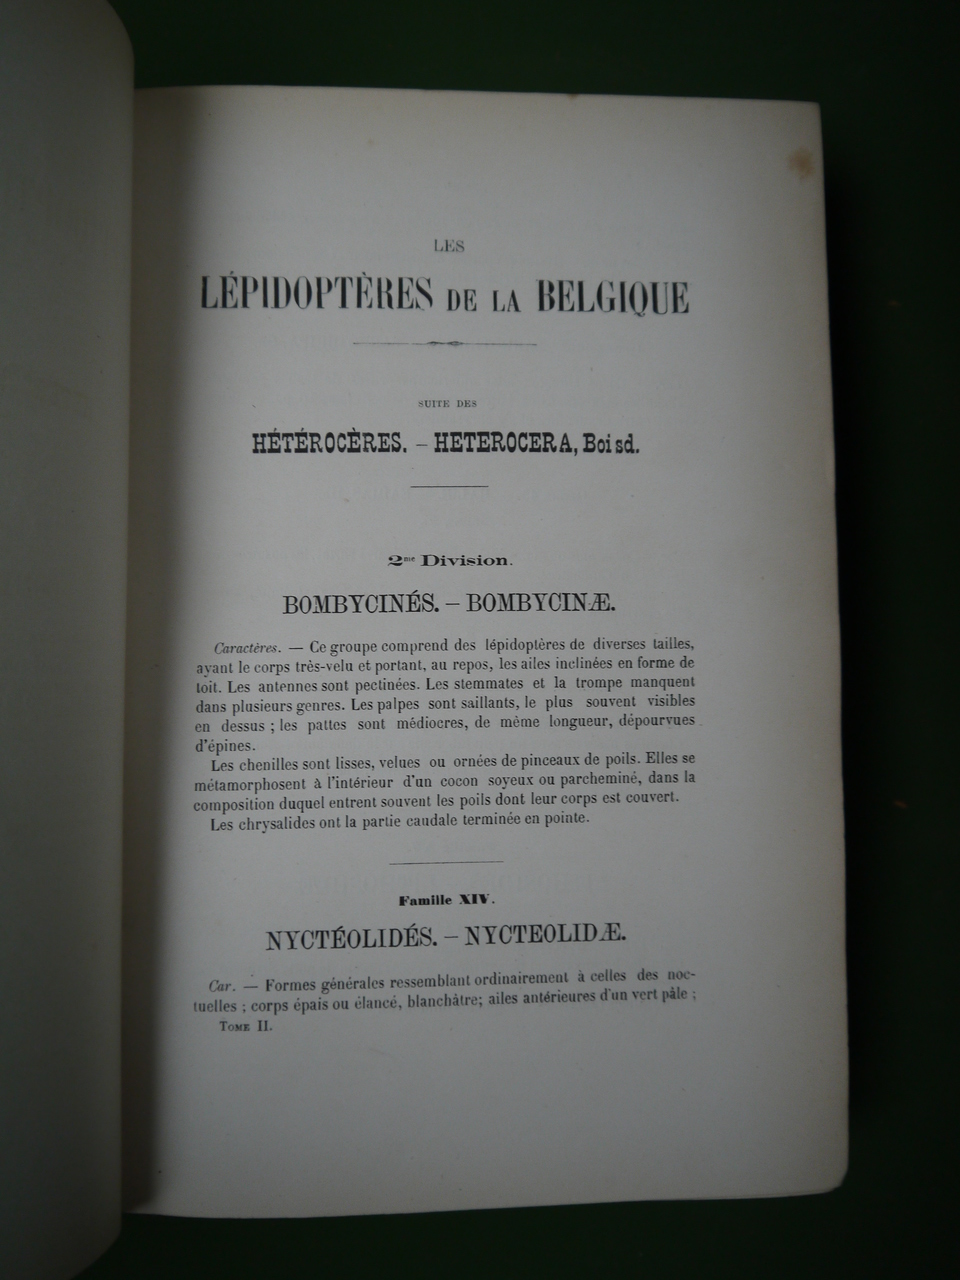 LES
LÉPIDOPTÈRES DE LA BELGIQUE
SUITE DES
HÉTÉROCÈRES. – HETEROCERA, Boisd.
2me Division.
BOMBYCINÉS. – BOMBYCINÆ.
Caractères. — Ce groupe comprend des lépidoptères de diverses tailles,
ayant le corps très-velu et portant, au repos, les ailes inclinées en forme de
toit. Les antennes sont pectinées. Les stemmates et la trompe manquent
dans plusieurs genres. Les palpes sont saillants, le plus souvent visibles
en dessus ; les pattes sont médiocres, de même longueur, dépourvues
d'épines.
Les chenilles sont lisses, velues ou ornées de pinceaux de poils. Elles se
métamorphosent à l'intérieur d'un cocon soyeux ou parcheminé, dans la
composition duquel entrent souvent les poils dont leur corps est couvert.
Les chrysalides ont la partie caudale terminée en pointe.
Famille XIV.
NYCTÉOLIDÉS. – NYCTEOLIDÆ.
Car. — Formes générales ressemblant ordinairement à celles des noc-
tuelles ; corps épais ou élancé, blanchâtre; ailes antérieures d'un vert pâle ;
TOME II.